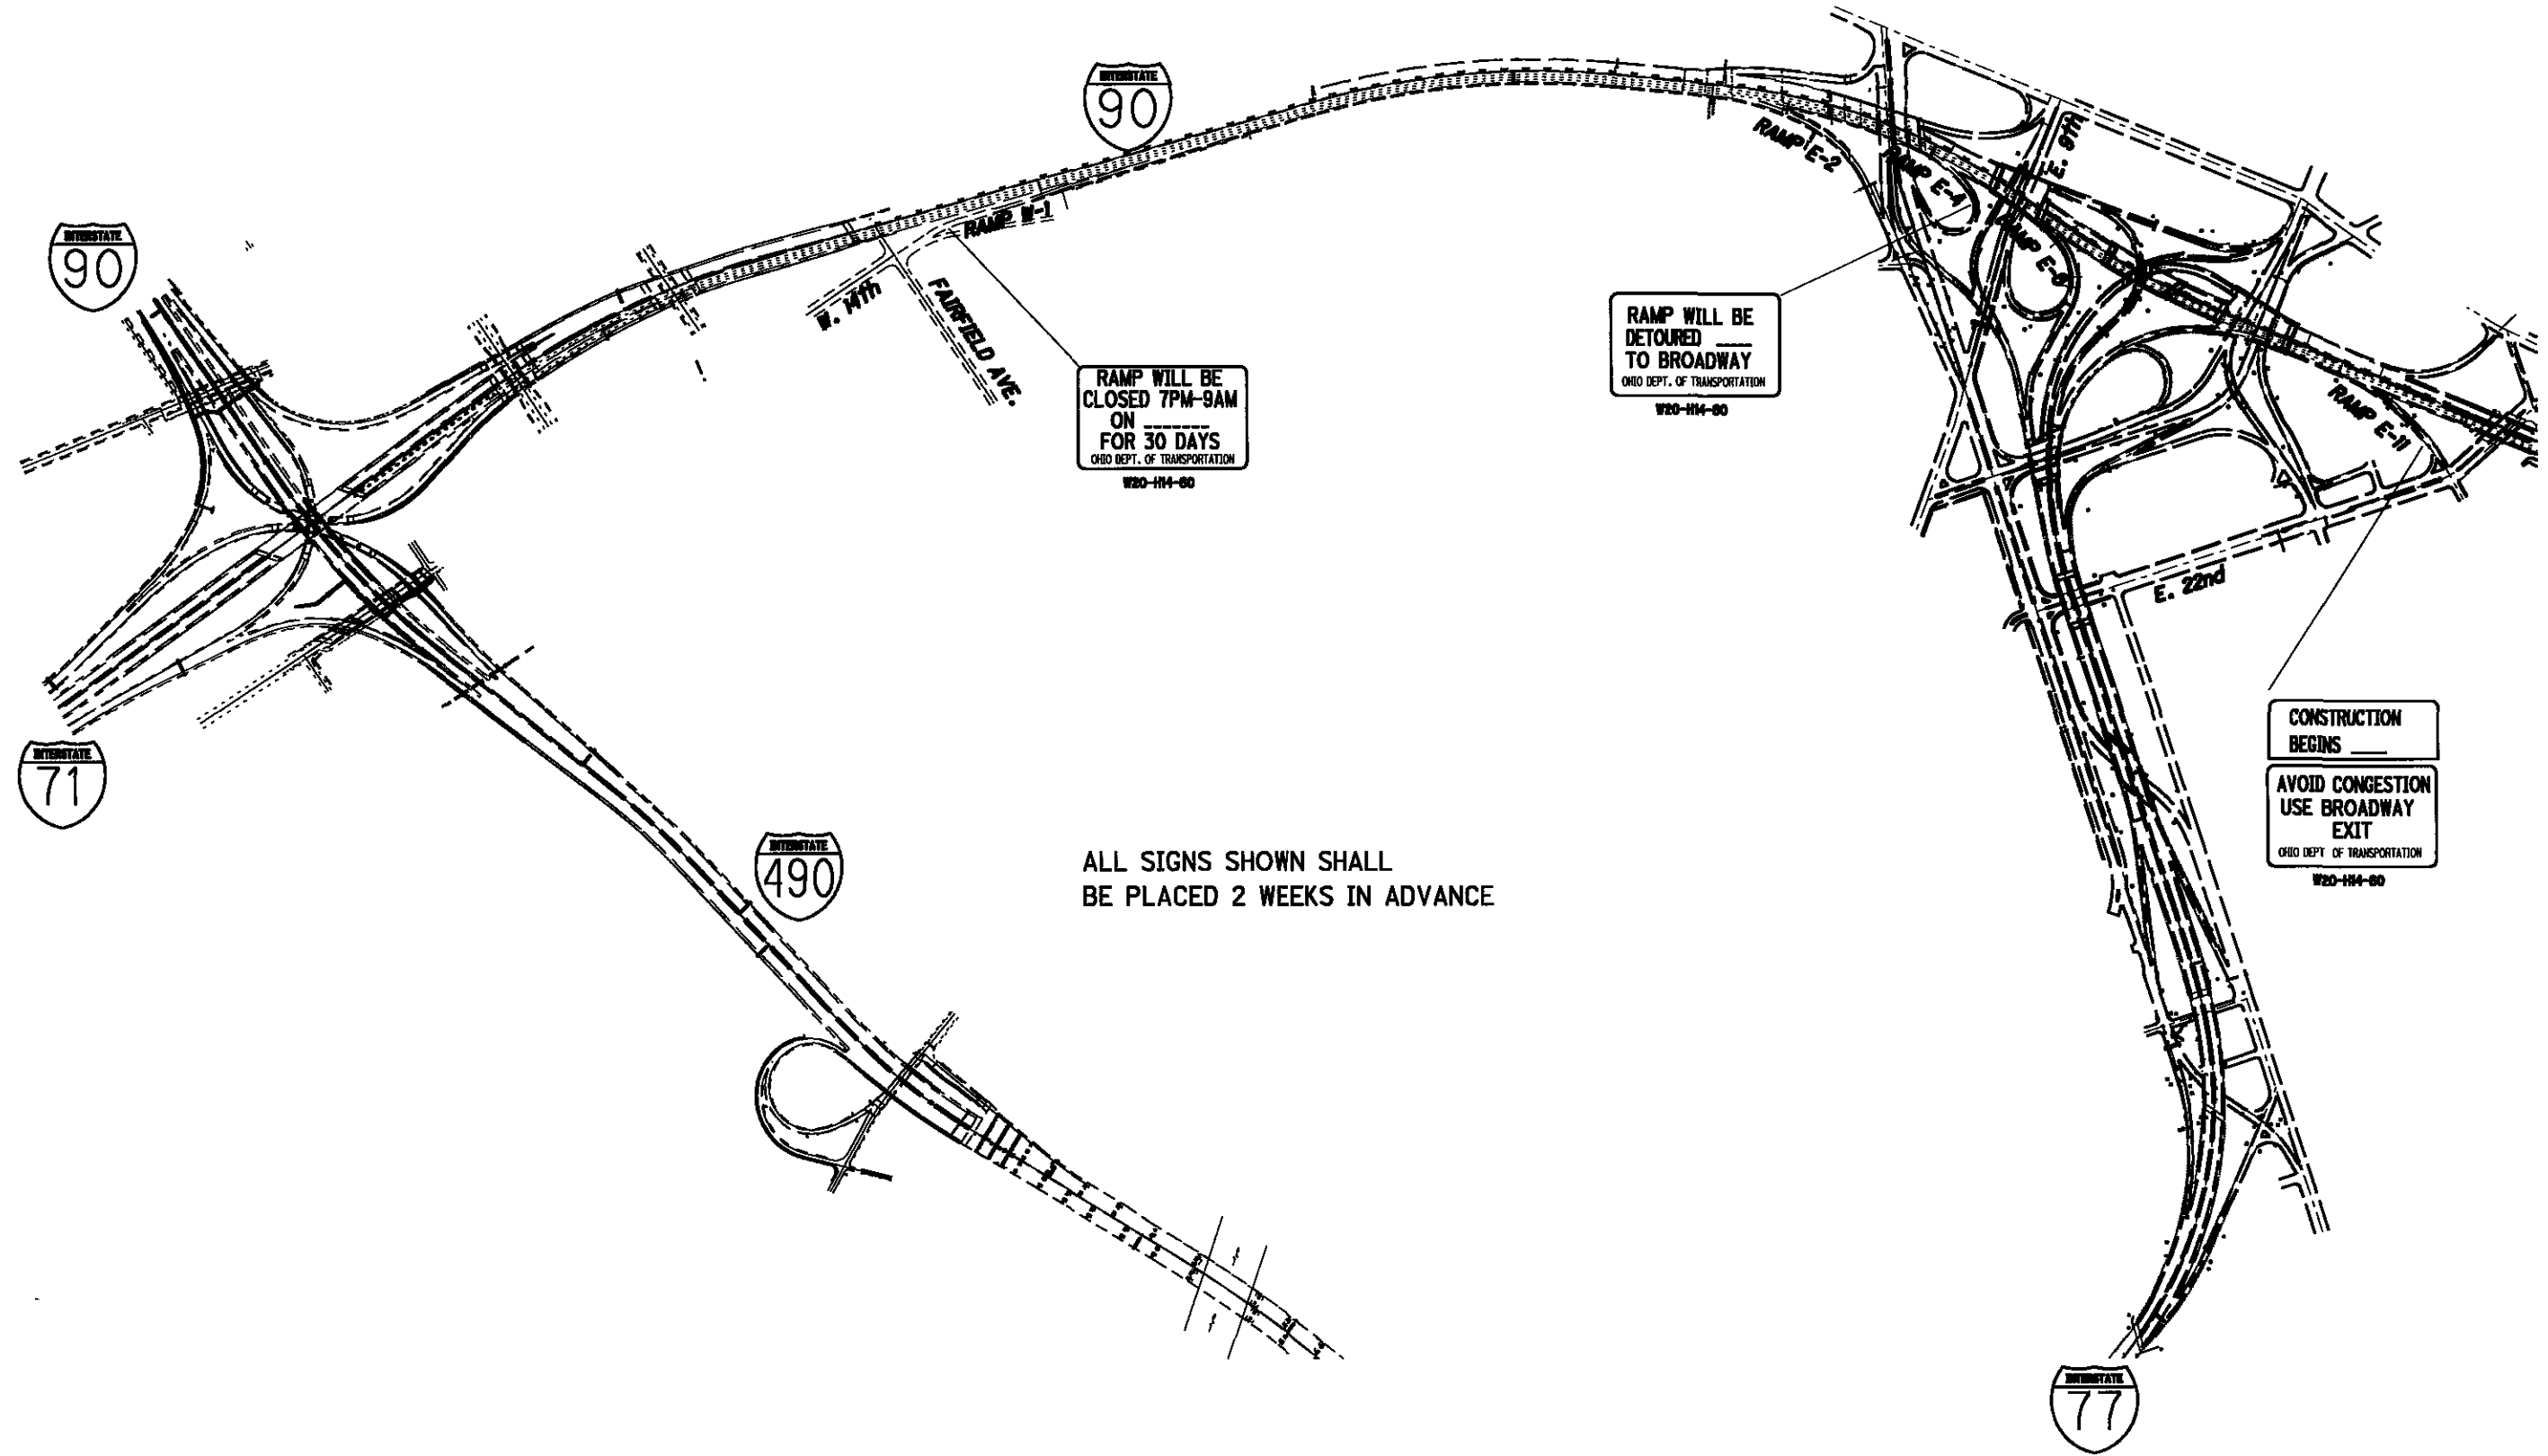 INTERSTATE
90
E. 9th
RAMP E-2
RAMP E-4
INTERSTATE
90
RAMP W-1
W. 14th
FAIRFIELD AVE.
RAMP WILL BE
DETOURED ____
TO BROADWAY
OHIO DEPT. OF TRANSPORTATION
W20-H14-60
RAMP WILL BE
CLOSED 7PM-9AM
ON _______
FOR 30 DAYS
OHIO DEPT. OF TRANSPORTATION
W20-H14-60
RAMP E-11
E. 22nd
CONSTRUCTION
BEGINS ____
AVOID CONGESTION
USE BROADWAY
EXIT
OHIO DEPT OF TRANSPORTATION
W20-H14-60
INTERSTATE
71
INTERSTATE
490
ALL SIGNS SHOWN SHALL
BE PLACED 2 WEEKS IN ADVANCE
INTERSTATE
77